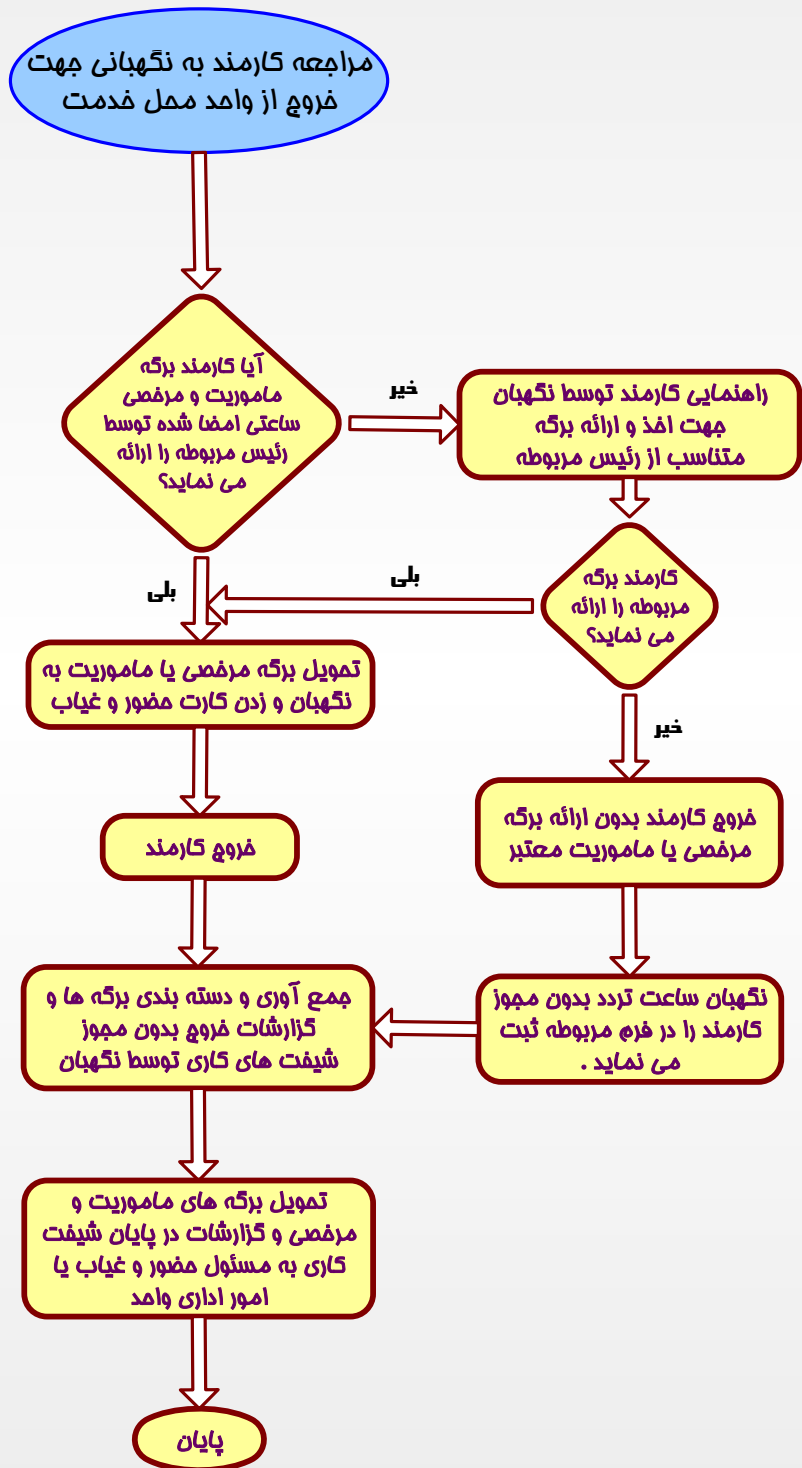 مراجعه کارمند به نگهبانی جهت
خروج از واحد محل خدمت
آیا کارمند برگه
ماموریت و مرخصی
ساعتی امضا شده توسط
رئیس مربوطه را ارائه
می نماید؟
خیر
راهنمایی کارمند توسط نگهبان
جهت اخذ و ارائه برگه
متناسب از رئیس مربوطه
کارمند برگه
مربوطه را ارائه
می نماید؟
بلی
بلی
تحویل برگه مرخصی یا ماموریت به
نگهبان و زدن کارت حضور و غیاب
خیر
خروج کارمند بدون ارائه برگه
مرخصی یا ماموریت معتبر
خروج کارمند
نگهبان ساعت تردد بدون مجوز
کارمند را در فرم مربوطه ثبت
می نماید .
جمع آوری و دسته بندی برگه ها و
گزارشات خروج بدون مجوز
شیفت های کاری توسط نگهبان
تحویل برگه های ماموریت و
مرخصی و گزارشات در پایان شیفت
کاری به مسئول حضور و غیاب یا
امور اداری واحد
پایان